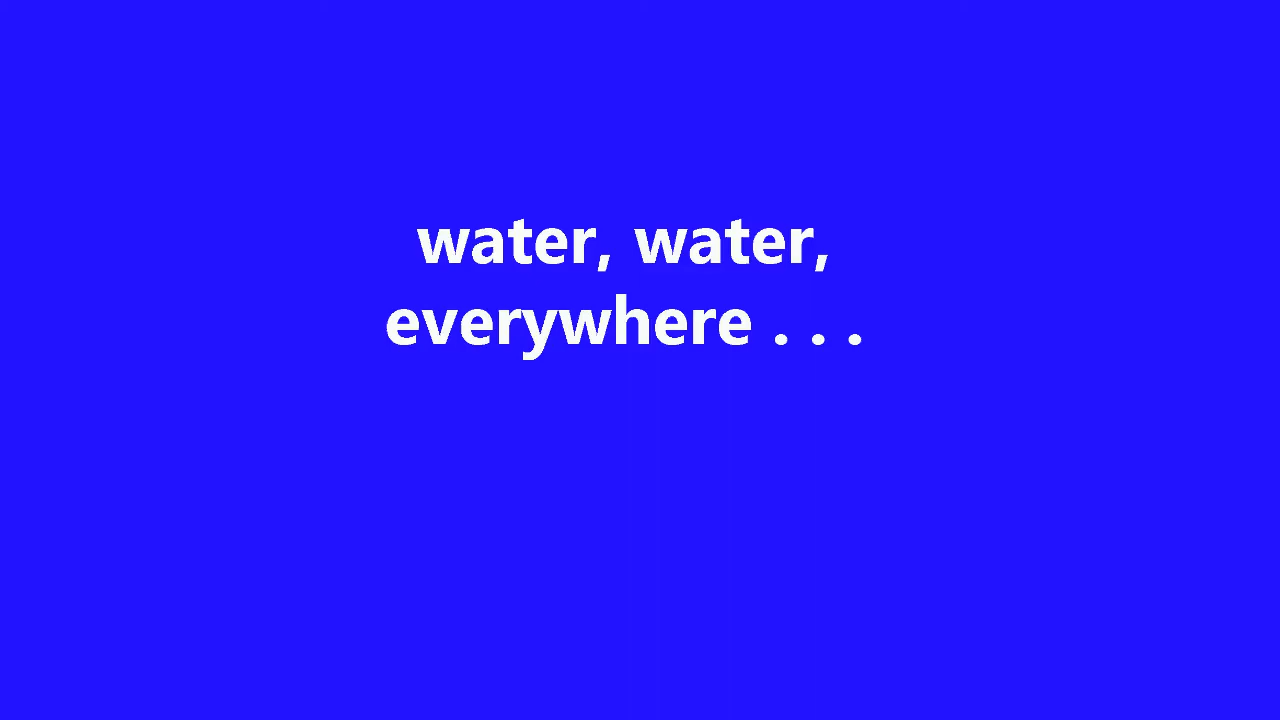 water, water,
everywhere . . .